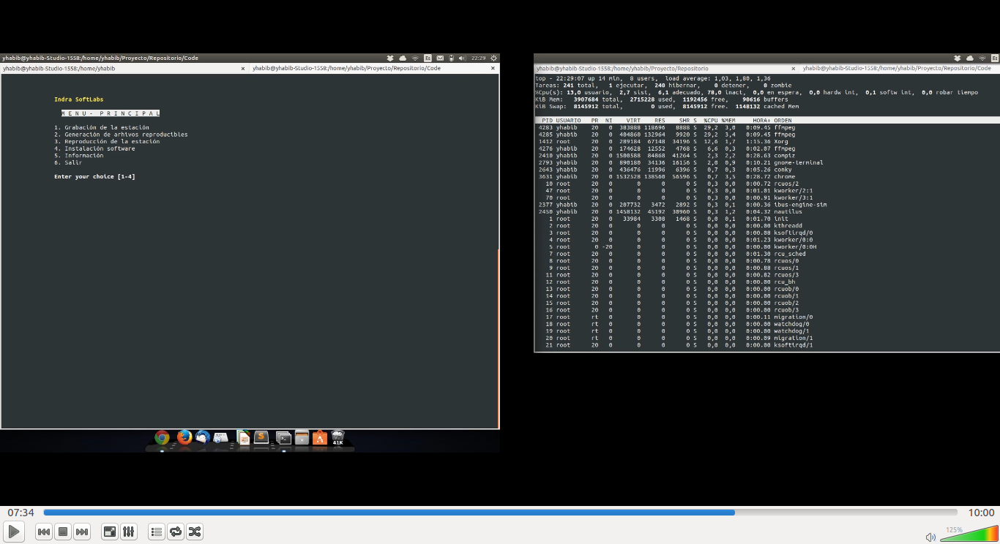 yhabib@yhabib-Studio-1558:/home/yhabib/Proyecto/Repositorio/Code
Es 22:29
yhabib@yhabib-Studio-1558:/home/yhabib × yhabib@yhabib-Studio-1558:/home/yhabib/Proyecto/Repositorio/Code ×
Indra SoftLabs
M E N U - P R I N C I P A L
1. Grabación de la estación
2. Generación de arhivos reproducibles
3. Reproducción de la estación
4. Instalación software
5. Información
6. Salir
Enter your choice [1-4]
41K
Es
yhabib@yhabib-Studio-1558:/home/yhabib/Proyecto/Repositorio × yhabib@yhabib-Studio-1558:/home/yhabib/Proyecto/Repositorio/Code
top - 22:29:07 up 14 min, 8 users, load average: 1,03, 1,80, 1,36
Tareas: 241 total, 1 ejecutar, 240 hibernar, 0 detener, 0 zombie
%Cpu(s): 13,0 usuario, 2,7 sist, 6,1 adecuado, 78,0 inact, 0,0 en espera, 0,0 hardw int, 0,1 softw int, 0,0 robar tiempo
KiB Mem: 3907684 total, 2715228 used, 1192456 free, 90616 buffers
KiB Swap: 8145912 total, 0 used, 8145912 free. 1148132 cached Mem
PID USUARIO PR NI VIRT RES SHR S %CPU %MEM HORA+ ORDEN
4283 yhabib 20 0 383888 118696 8888 S 29,2 3,0 0:09.45 ffmpeg
4285 yhabib 20 0 404860 132964 9920 S 29,2 3,4 0:09.45 ffmpeg
1412 root 20 0 289184 67148 34196 S 12,6 1,7 1:15.36 Xorg
4276 yhabib 20 0 174628 12552 4768 S 6,6 0,3 0:02.07 ffmpeg
2410 yhabib 20 0 1500588 84868 41264 S 2,3 2,2 0:28.63 compiz
2793 yhabib 20 0 890180 34136 16156 S 2,0 0,9 0:10.21 gnome-terminal
2643 yhabib 20 0 436476 11996 6396 S 0,7 0,3 0:05.26 conky
3631 yhabib 20 0 1532528 138560 56596 S 0,7 3,5 0:28.72 chrome
10 root 20 0 0 0 0 S 0,3 0,0 0:00.72 rcuos/2
47 root 20 0 0 0 0 S 0,3 0,0 0:01.01 kworker/2:1
70 root 20 0 0 0 0 S 0,3 0,0 0:00.91 kworker/3:1
2377 yhabib 20 0 207732 3472 2892 S 0,3 0,1 0:00.36 ibus-engine-sim
2450 yhabib 20 0 1458132 45192 30960 S 0,3 1,2 0:04.32 nautilus
1 root 20 0 33984 3308 1468 S 0,0 0,1 0:01.70 init
2 root 20 0 0 0 0 S 0,0 0,0 0:00.00 kthreadd
3 root 20 0 0 0 0 S 0,0 0,0 0:00.08 ksoftirqd/0
4 root 20 0 0 0 0 S 0,0 0,0 0:01.23 kworker/0:0
5 root 0 -20 0 0 0 S 0,0 0,0 0:00.00 kworker/0:0H
7 root 20 0 0 0 0 S 0,0 0,0 0:01.30 rcu_sched
8 root 20 0 0 0 0 S 0,0 0,0 0:00.78 rcuos/0
9 root 20 0 0 0 0 S 0,0 0,0 0:00.88 rcuos/1
11 root 20 0 0 0 0 S 0,0 0,0 0:00.82 rcuos/3
12 root 20 0 0 0 0 S 0,0 0,0 0:00.00 rcu_bh
13 root 20 0 0 0 0 S 0,0 0,0 0:00.00 rcuob/0
14 root 20 0 0 0 0 S 0,0 0,0 0:00.00 rcuob/1
15 root 20 0 0 0 0 S 0,0 0,0 0:00.00 rcuob/2
16 root 20 0 0 0 0 S 0,0 0,0 0:00.00 rcuob/3
17 root rt 0 0 0 0 S 0,0 0,0 0:00.11 migration/0
18 root rt 0 0 0 0 S 0,0 0,0 0:00.00 watchdog/0
19 root rt 0 0 0 0 S 0,0 0,0 0:00.00 watchdog/1
20 root rt 0 0 0 0 S 0,0 0,0 0:00.09 migration/1
21 root 20 0 0 0 0 S 0,0 0,0 0:00.00 ksoftirqd/1
07:34 10:00
125%